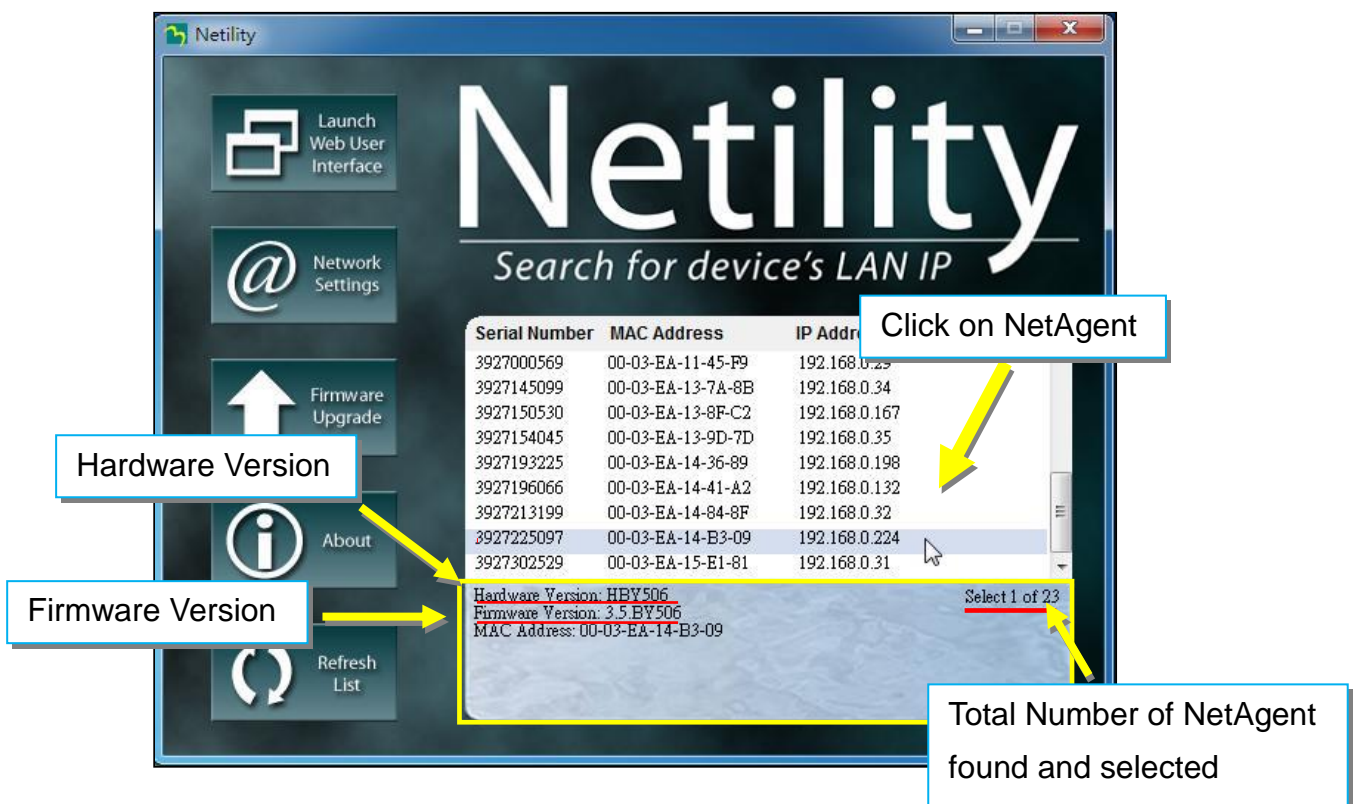 Netility
Launch
Web User
Interface
Network
Settings
Firmware
Upgrade
About
Refresh
List
Netility
Search for device's LAN IP
Serial Number MAC Address IP Addre
3927000569 00-03-EA-11-45-F9 192.168.0.29
3927145099 00-03-EA-13-7A-8B 192.168.0.34
3927150530 00-03-EA-13-8F-C2 192.168.0.167
3927154045 00-03-EA-13-9D-7D 192.168.0.35
3927193225 00-03-EA-14-36-89 192.168.0.198
3927196066 00-03-EA-14-41-A2 192.168.0.132
3927213199 00-03-EA-14-84-8F 192.168.0.32
3927225097 00-03-EA-14-B3-09 192.168.0.224
3927302529 00-03-EA-15-E1-81 192.168.0.31
Hardware Version: HBY506
Firmware Version: 3.5.BY506
MAC Address: 00-03-EA-14-B3-09
Select 1 of 23
Click on NetAgent
Hardware Version
Firmware Version
Total Number of NetAgent
found and selected